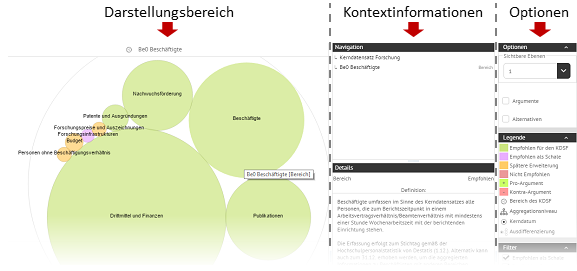 Darstellungsbereich
Be0 Beschäftigte
Nachwuchsförderung
Patente und Ausgründungen
Beschäftigte
Forschungspreise und Auszeichnungen
Forschungsinfrastrukturen
Budget
Personen ohne Beschäftigungsverhältnis
Be0 Beschäftigte [Bereich]
Drittmittel und Finanzen
Publikationen
Kontextinformationen
Navigation
Kerndatensatz Forschung
Be0 Beschäftigte Bereich
Details
Bereich Empfohlen
Definition:
Beschäftigte umfassen im Sinne des Kerndatensatzes alle
Personen, die zum Berichtszeitpunkt in einem
Arbeitsvertragsverhältnis/Beamtenverhältnis mit mindestens
einer Stunde Wochenarbeitszeit mit der berichtenden
Einrichtung stehen.
Die Erfassung erfolgt zum Stichtag gemäß der
Optionen
Optionen
Sichtbare Ebenen
1
Argumente
Alternativen
Legende
Empfohlen für den KDSF
Empfohlen als Schale
Spätere Erweiterung
Nicht Empfohlen
Pro-Argument
Kontra-Argument
Bereich des KDSF
Aggregationsniveau
Kerndatum
Ausdifferenzierung
Filter
Empfohlen als Schale